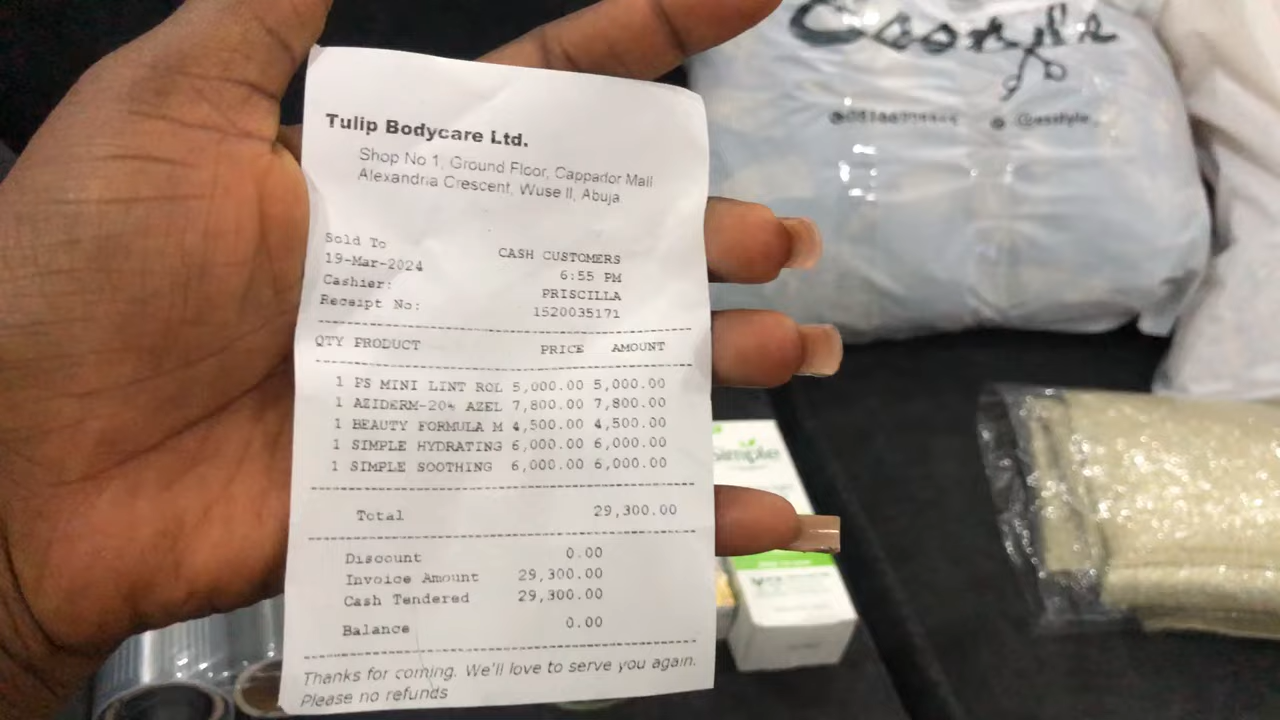 Tulip Bodycare Ltd.
Shop No 1, Ground Floor, Cappador Mall
Alexandria Crescent, Wuse II, Abuja
Sold To CASH CUSTOMERS
19-Mar-2024 6:55 PM
Cashier: PRISCILLA
Receipt No: 1520035171
QTY PRODUCT PRICE AMOUNT
1 PS MINI LINT ROL 5,000.00 5,000.00
1 AZIDERM-20% AZEL 7,800.00 7,800.00
1 BEAUTY FORMULA M 4,500.00 4,500.00
1 SIMPLE HYDRATING 6,000.00 6,000.00
1 SIMPLE SOOTHING 6,000.00 6,000.00
Total 29,300.00
Discount 0.00
Invoice Amount 29,300.00
Cash Tendered 29,300.00
Balance 0.00
Thanks for coming. We'll love to serve you again.
Please no refunds
Simple